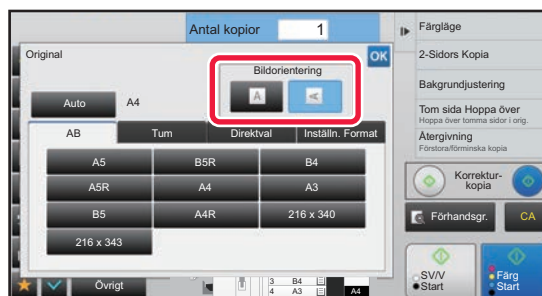 Antal kopior 1
Original
OK
Bildorientering
A A
Auto A4
AB Tum Direktval Inställn. Format
A5 B5R B4
A5R A4 A3
B5 A4R 216 x 340
216 x 343
Övrigt
3 B4
4 A3 A4
Färgläge
2-Sidors Kopia
Bakgrundjustering
Tom sida Hoppa över
Hoppa över tomma sidor i orig.
Återgivning
Förstora/förminska kopia
Korrektur-
kopia
Förhandsgr. CA
SV/V
Start
Färg
Start